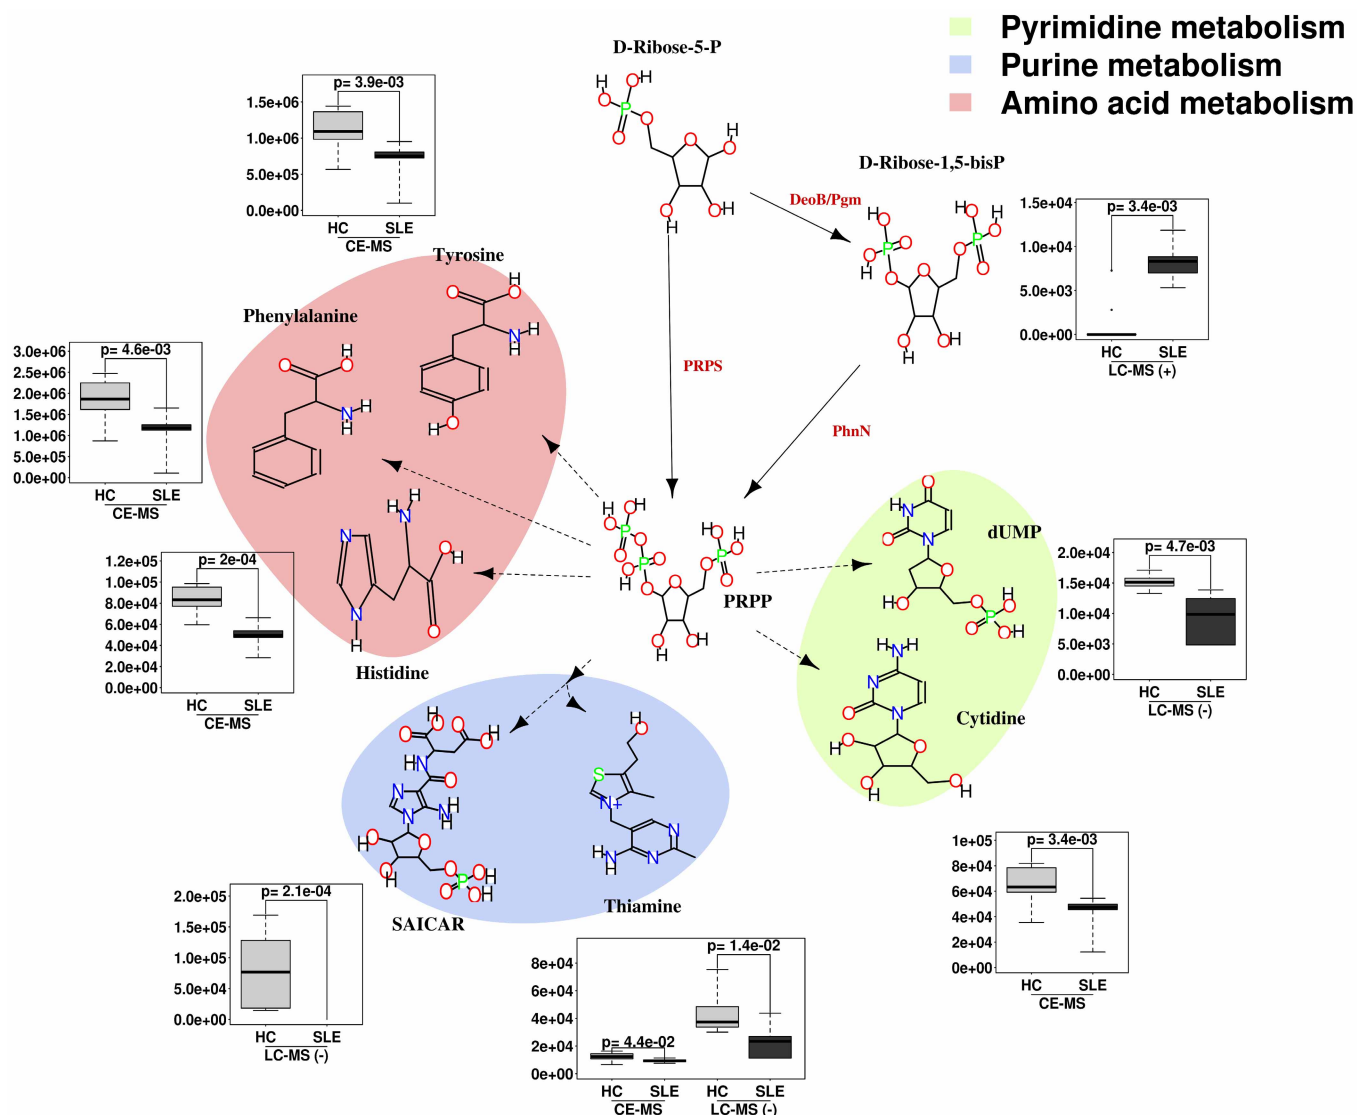 Pyrimidine metabolism
Purine metabolism
Amino acid metabolism
D-Ribose-5-P
D-Ribose-1,5-bisP
DeoB/Pgm
PRPS
PhnN
PRPP
p= 3.9e-03
1.5e+06
1.0e+06
5.0e+05
0.0e+00
HC SLE
CE-MS
p= 3.4e-03
1.5e+04
1.0e+04
5.0e+03
0.0e+00
HC SLE
LC-MS (+)
Tyrosine
Phenylalanine
Histidine
p= 4.6e-03
3.0e+06
2.5e+06
2.0e+06
1.5e+06
1.0e+06
5.0e+05
0.0e+00
HC SLE
CE-MS
p= 2e-04
1.2e+05
1.0e+05
8.0e+04
6.0e+04
4.0e+04
2.0e+04
0.0e+00
HC SLE
CE-MS
dUMP
Cytidine
p= 4.7e-03
2.0e+04
1.5e+04
1.0e+04
5.0e+03
0.0e+00
HC SLE
LC-MS (-)
SAICAR
Thiamine
p= 2.1e-04
2.0e+05
1.5e+05
1.0e+05
5.0e+04
0.0e+00
HC SLE
LC-MS (-)
p= 1.4e-02
p= 4.4e-02
8e+04
6e+04
4e+04
2e+04
0e+00
HC SLE HC SLE
CE-MS LC-MS (-)
p= 3.4e-03
1e+05
8e+04
6e+04
4e+04
2e+04
0e+00
HC SLE
CE-MS